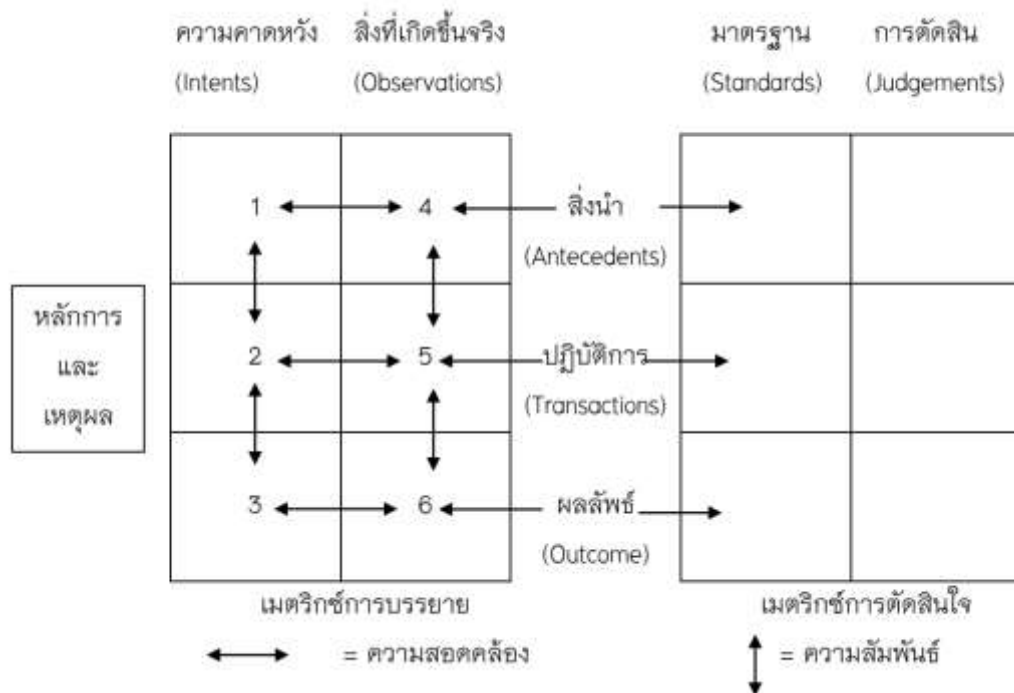 ความคาดหวัง สิ่งที่เกิดขึ้นจริง มาตรฐาน การตัดสิน
(Intents) (Observations) (Standards) (Judgements)
1 4 สิ่งนำ
(Antecedents)
หลักการ
และ
เหตุผล
2 5 ปฏิบัติการ
(Transactions)
3 6 ผลลัพธ์
(Outcome)
เมตริกซ์การบรรยาย เมตริกซ์การตัดสินใจ
= ความสอดคล้อง = ความสัมพันธ์